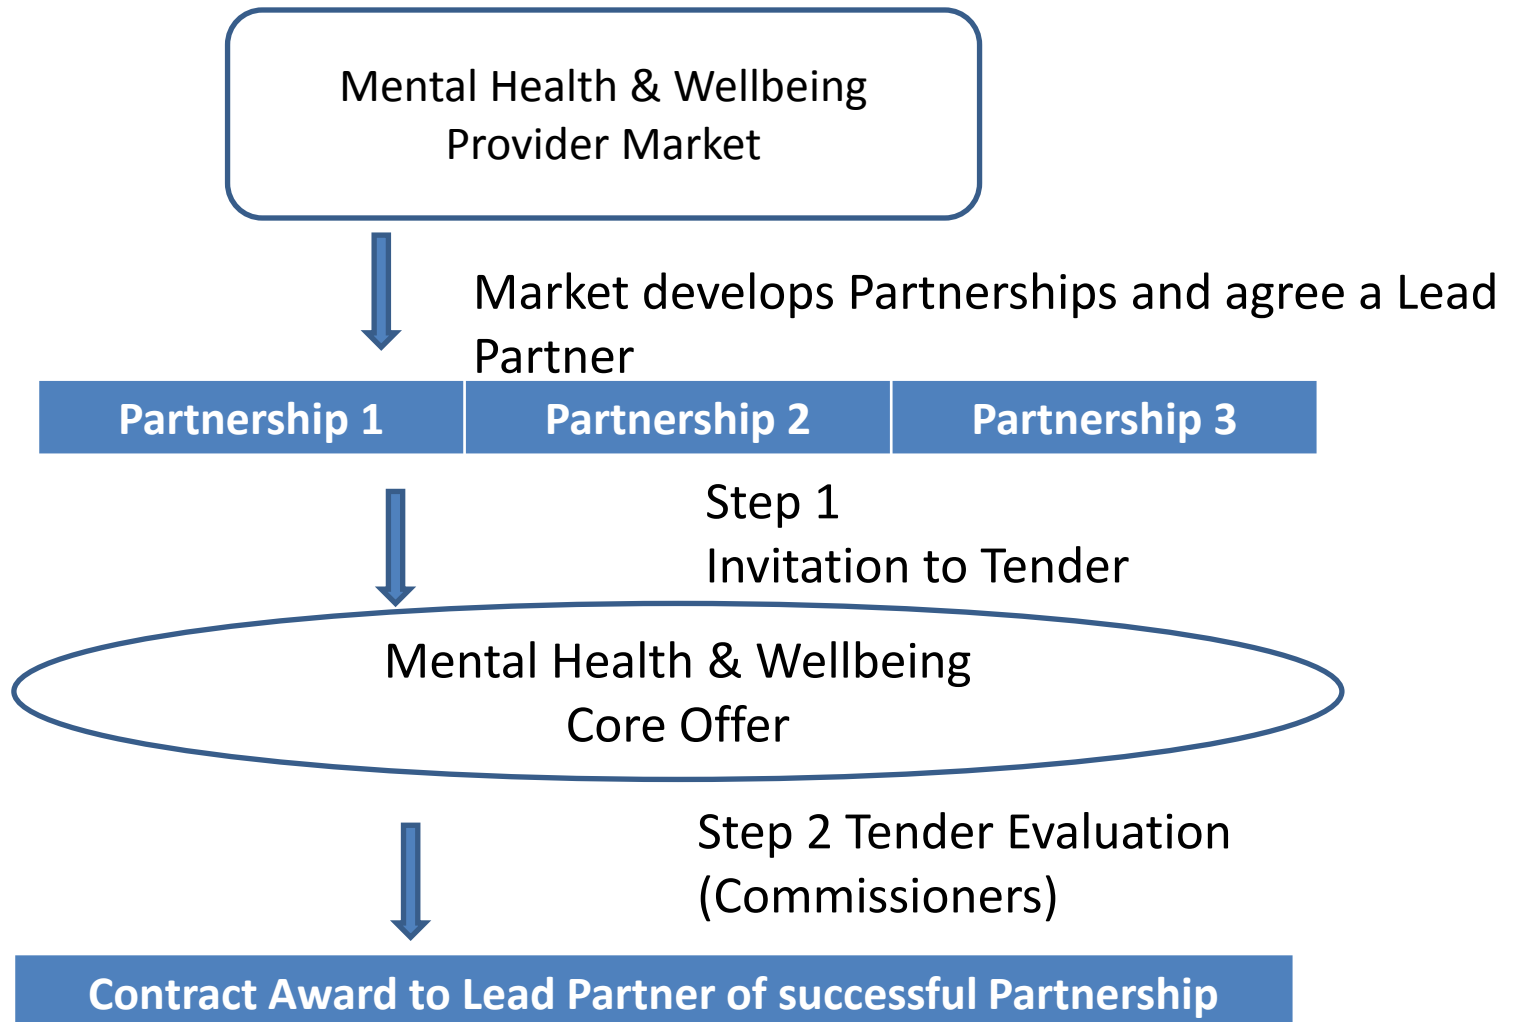 Mental Health & Wellbeing
Provider Market
Market develops Partnerships and agree a Lead
Partner
Partnership 1
Partnership 2
Partnership 3
Step 1
Invitation to Tender
Mental Health & Wellbeing
Core Offer
Step 2 Tender Evaluation
(Commissioners)
Contract Award to Lead Partner of successful Partnership